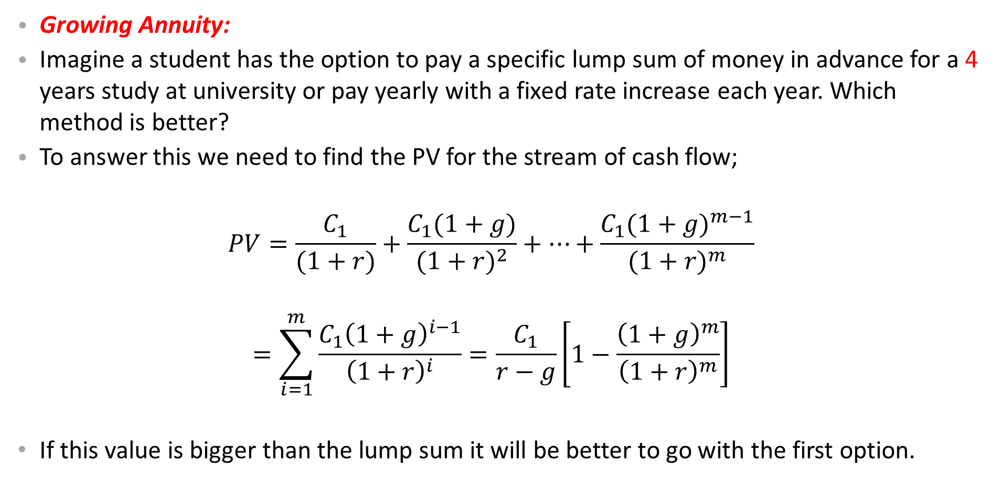 • Growing Annuity:
• Imagine a student has the option to pay a specific lump sum of money in advance for a 4
years study at university or pay yearly with a fixed rate increase each year. Which
method is better?
• To answer this we need to find the PV for the stream of cash flow;
$PV = \frac{C_1}{(1+r)} + \frac{C_1(1+g)}{(1+r)^2} + \cdots + \frac{C_1(1+g)^{m-1}}{(1+r)^m}$
$= \sum_{i=1}^{m} \frac{C_1(1+g)^{i-1}}{(1+r)^i} = \frac{C_1}{r-g}\left[1 - \frac{(1+g)^m}{(1+r)^m}\right]$
• If this value is bigger than the lump sum it will be better to go with the first option.